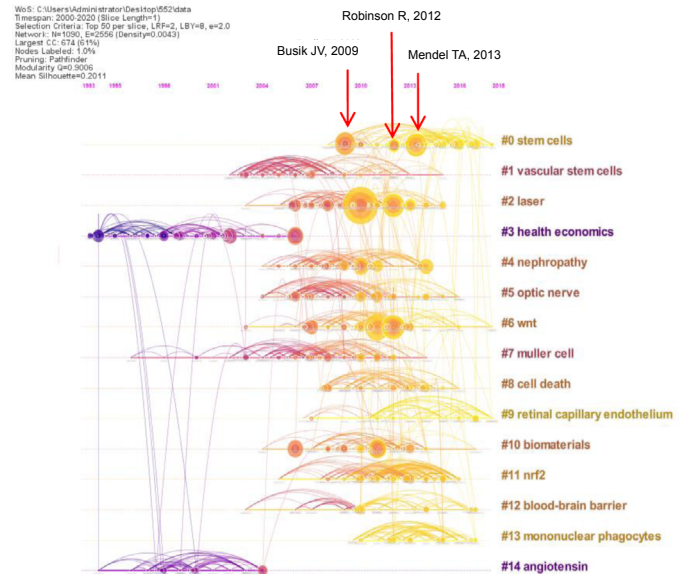 WoS: C:\Users\Administrator\Desktop\552\data
Timespan: 2000-2020 (Slice Length=1)
Selection Criteria: Top 50 per slice, LRF=2, LBY=8, e=2.0
Network: N=1090, E=2556 (Density=0.0043)
Largest CC: 674 (61%)
Nodes Labeled: 1.0%
Pruning: Pathfinder
Modularity Q=0.9006
Mean Silhouette=0.2011
Robinson R, 2012
Busik JV, 2009
Mendel TA, 2013
2004 2007 2010
#0 stem cells
#1 vascular stem cells
#2 laser
#3 health economics
#4 nephropathy
#5 optic nerve
#6 wnt
#7 muller cell
#8 cell death
#9 retinal capillary endothelium
#10 biomaterials
#11 nrf2
#12 blood-brain barrier
#13 mononuclear phagocytes
#14 angiotensin